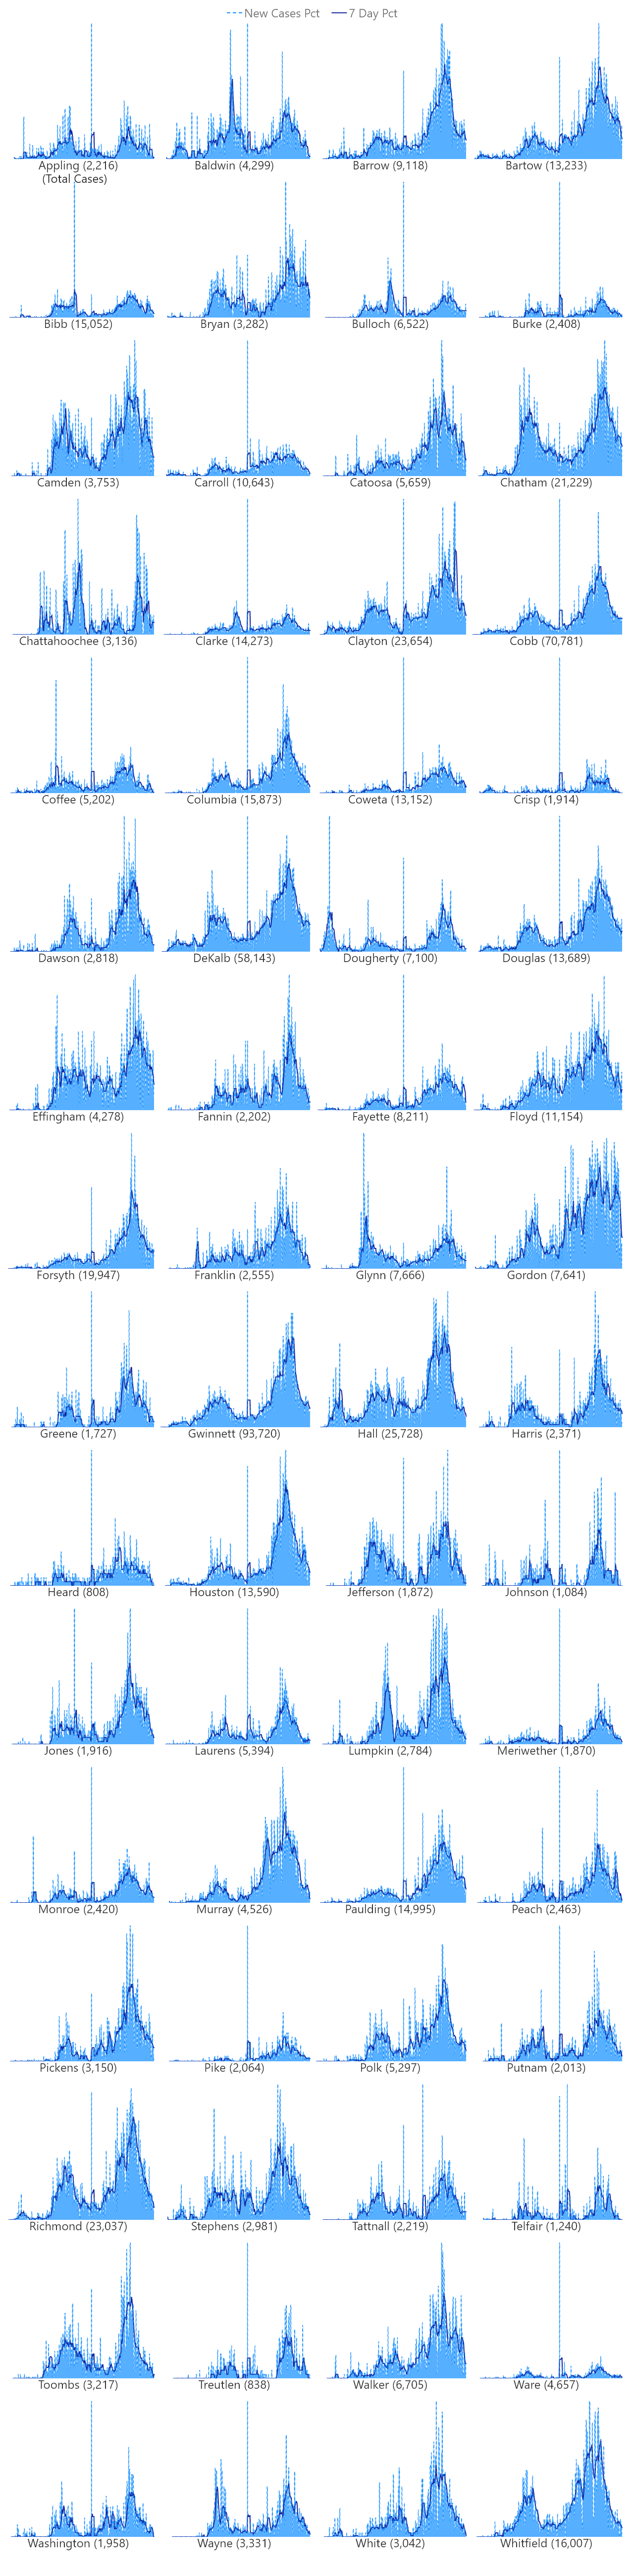 New Cases Pct 7 Day Pct
Appling (2,216) Baldwin (4,299) Barrow (9,118) Bartow (13,233)
(Total Cases)
Bibb (15,052) Bryan (3,282) Bulloch (6,522) Burke (2,408)
Camden (3,753) Carroll (10,643) Catoosa (5,659) Chatham (21,229)
Chattahoochee (3,136) Clarke (14,273) Clayton (23,654) Cobb (70,781)
Coffee (5,202) Columbia (15,873) Coweta (13,152) Crisp (1,914)
Dawson (2,818) DeKalb (58,143) Dougherty (7,100) Douglas (13,689)
Effingham (4,278) Fannin (2,202) Fayette (8,211) Floyd (11,154)
Forsyth (19,947) Franklin (2,555) Glynn (7,666) Gordon (7,641)
Greene (1,727) Gwinnett (93,720) Hall (25,728) Harris (2,371)
Heard (808) Houston (13,590) Jefferson (1,872) Johnson (1,084)
Jones (1,916) Laurens (5,394) Lumpkin (2,784) Meriwether (1,870)
Monroe (2,420) Murray (4,526) Paulding (14,995) Peach (2,463)
Pickens (3,150) Pike (2,064) Polk (5,297) Putnam (2,013)
Richmond (23,037) Stephens (2,981) Tattnall (2,219) Telfair (1,240)
Toombs (3,217) Treutlen (838) Walker (6,705) Ware (4,657)
Washington (1,958) Wayne (3,331) White (3,042) Whitfield (16,007)